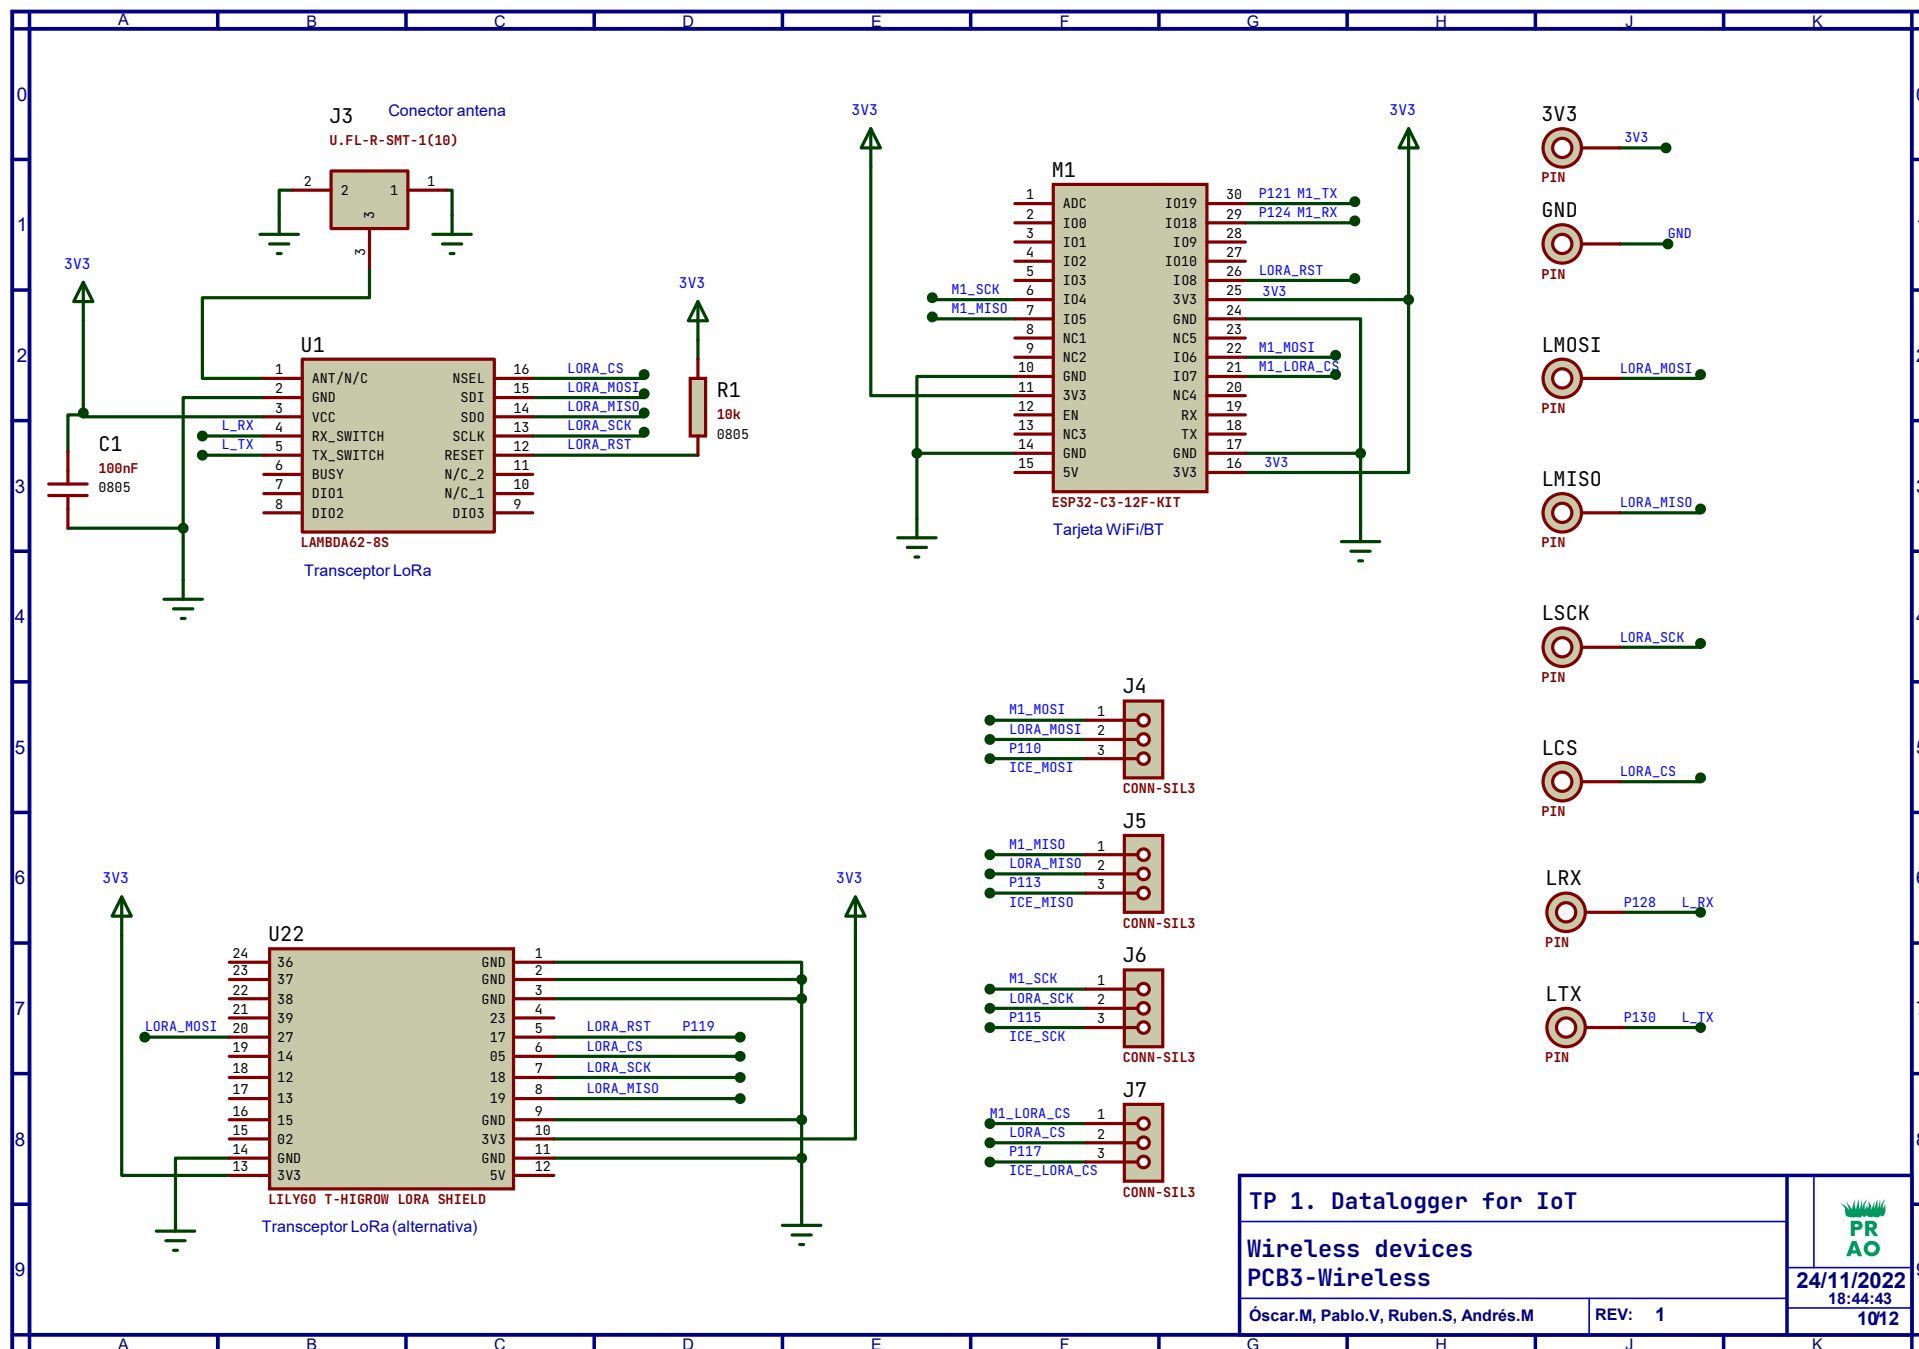 A B C D E F G H J K
0
1
2
3
4
5
6
7
8
9
J3
Conector antena
U.FL-R-SMT-1(10)
2 2 1 1
3
3
3V3
U1
1 ANT/N/C NSEL 16 LORA_CS
2 GND SDI 15 LORA_MOSI
3 VCC SDO 14 LORA_MISO
L_RX 4 RX_SWITCH SCLK 13 LORA_SCK
L_TX 5 TX_SWITCH RESET 12 LORA_RST
6 BUSY N/C_2 11
7 DIO1 N/C_1 10
8 DIO2 DIO3 9
LAMBDA62-8S
Transceptor LoRa
C1
100nF
0805
3V3
R1
10k
0805
3V3
3V3
M1
1 ADC IO19 30 P121 M1_TX
2 IO0 IO18 29 P124 M1_RX
3 IO1 IO9 28
4 IO2 IO10 27
5 IO3 IO8 26 LORA_RST
M1_SCK 6 IO4 3V3 25 3V3
M1_MISO 7 IO5 GND 24
8 NC1 NC5 23
9 NC2 IO6 22 M1_MOSI
10 GND IO7 21 M1_LORA_CS
11 3V3 NC4 20
12 EN RX 19
13 NC3 TX 18
14 GND GND 17
15 5V 3V3 16 3V3
ESP32-C3-12F-KIT
Tarjeta WiFi/BT
3V3
3V3
PIN
GND
GND
PIN
LMOSI
LORA_MOSI
PIN
LMISO
LORA_MISO
PIN
LSCK
LORA_SCK
PIN
LCS
LORA_CS
PIN
LRX
P128 L_RX
PIN
LTX
P130 L_TX
PIN
J4
M1_MOSI 1
LORA_MOSI 2
P110 3
ICE_MOSI
CONN-SIL3
J5
M1_MISO 1
LORA_MISO 2
P113 3
ICE_MISO
CONN-SIL3
J6
M1_SCK 1
LORA_SCK 2
P115 3
ICE_SCK
CONN-SIL3
J7
M1_LORA_CS 1
LORA_CS 2
P117 3
ICE_LORA_CS
CONN-SIL3
3V3
3V3
U22
24 36 GND 1
23 37 GND 2
22 38 GND 3
21 39 23 4
LORA_MOSI 20 27 17 5 LORA_RST P119
19 14 05 6 LORA_CS
18 12 18 7 LORA_SCK
17 13 19 8 LORA_MISO
16 15 GND 9
15 02 3V3 10
14 GND GND 11
13 3V3 5V 12
LILYGO T-HIGROW LORA SHIELD
Transceptor LoRa (alternativa)
TP 1. Datalogger for IoT
Wireless devices
PCB3-Wireless
Óscar.M, Pablo.V, Ruben.S, Andrés.M
REV: 1
PR
AO
24/11/2022
18:44:43
10/12
A B C D E F G H J K